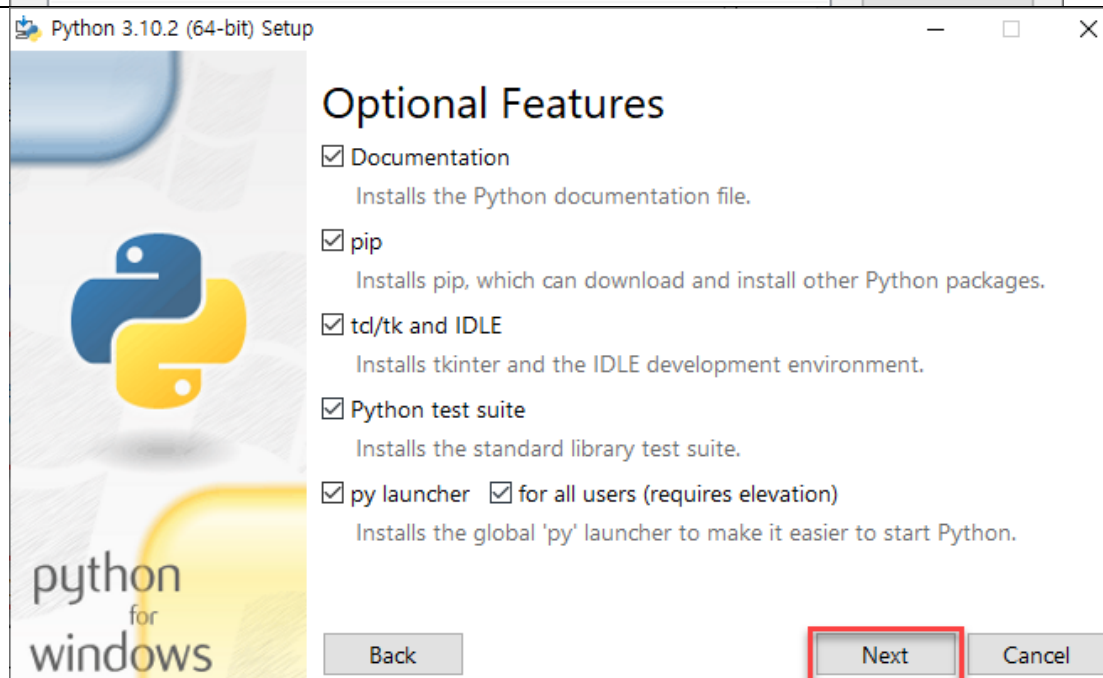 Python 3.10.2 (64-bit) Setup
Optional Features
Documentation
Installs the Python documentation file.
pip
Installs pip, which can download and install other Python packages.
tcl/tk and IDLE
Installs tkinter and the IDLE development environment.
Python test suite
Installs the standard library test suite.
py launcher for all users (requires elevation)
Installs the global 'py' launcher to make it easier to start Python.
python
for
windows
Back Next Cancel